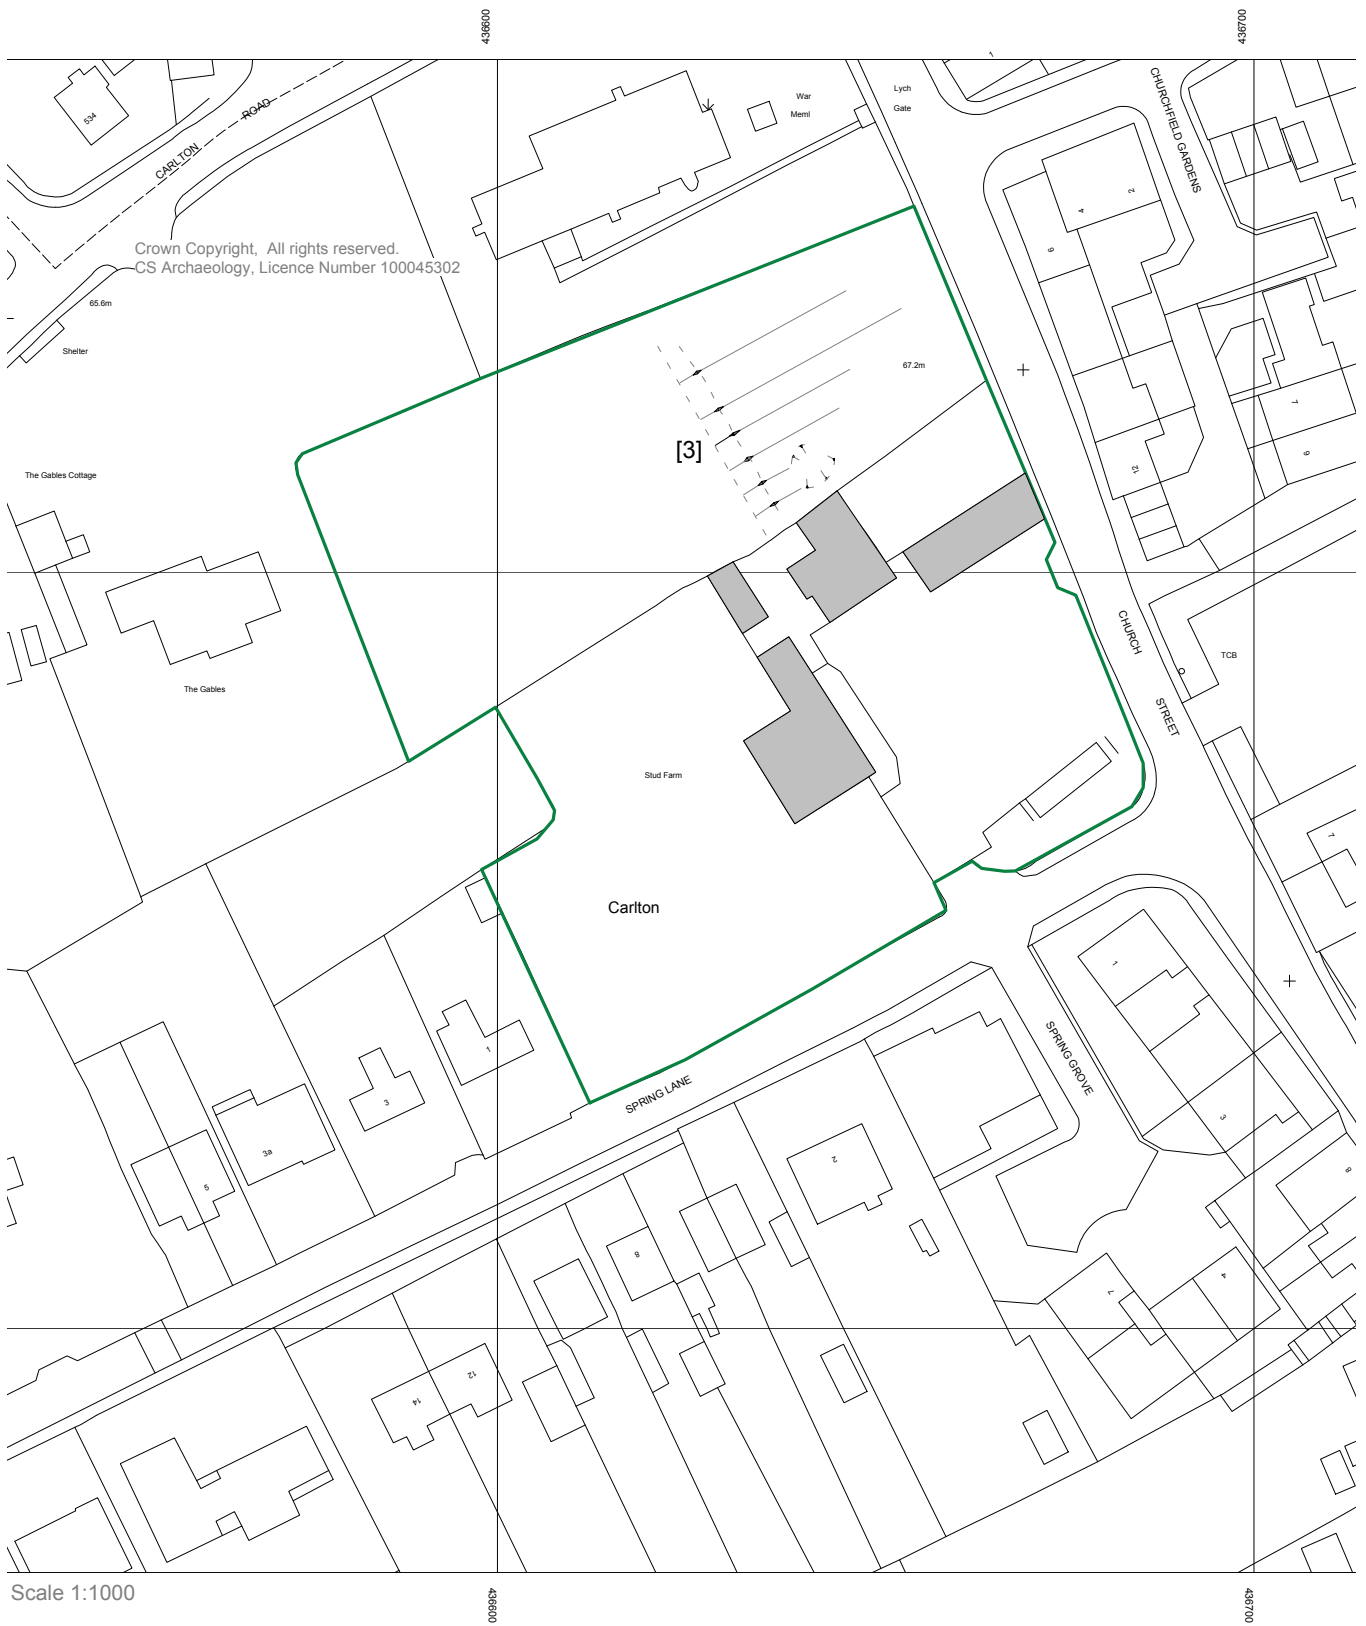 436600
436700
534
CARLTON
ROAD
War
Meml
Lych
Gate
1
CHURCHFIELD GARDENS
2
4
6
Crown Copyright, All rights reserved.
CS Archaeology, Licence Number 100045302
65.6m
Shelter
67.2m
[3]
7
9
12
The Gables Cottage
The Gables
CHURCH
STREET
TCB
Stud Farm
7
Carlton
1
SPRING GROVE
SPRING LANE
1
3
3a
5
2
3
8
8
4
7
12
14
Scale 1:1000
436600
436700